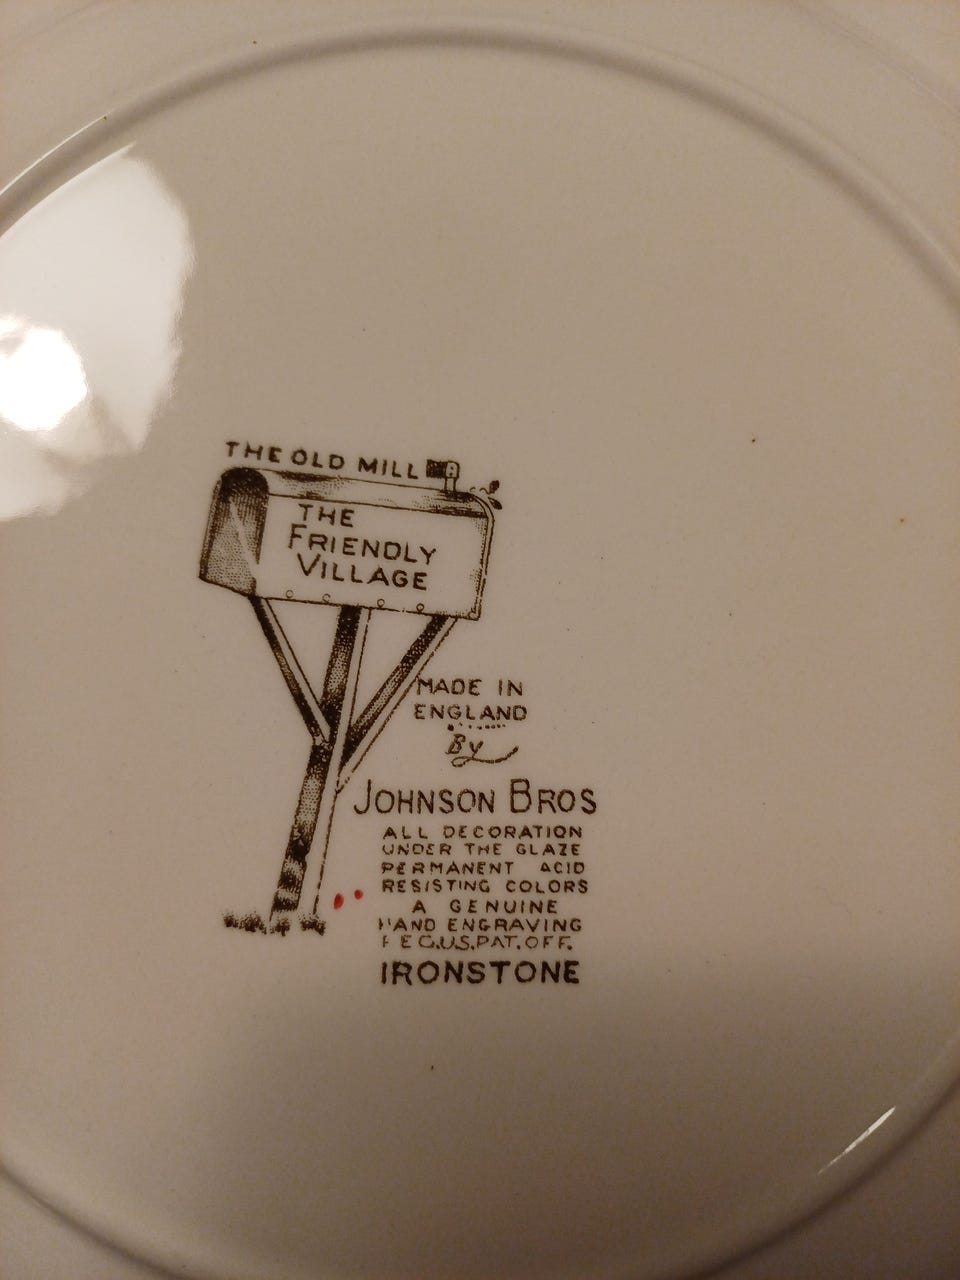 THE OLD MILL
THE
FRIENDLY
VILLAGE
MADE IN
ENGLAND
By
JOHNSON BROS
ALL DECORATION
UNDER THE GLAZE
PERMANENT ACID
RESISTING COLORS
A GENUINE
HAND ENGRAVING
REG.U.S.PAT.OFF.
IRONSTONE